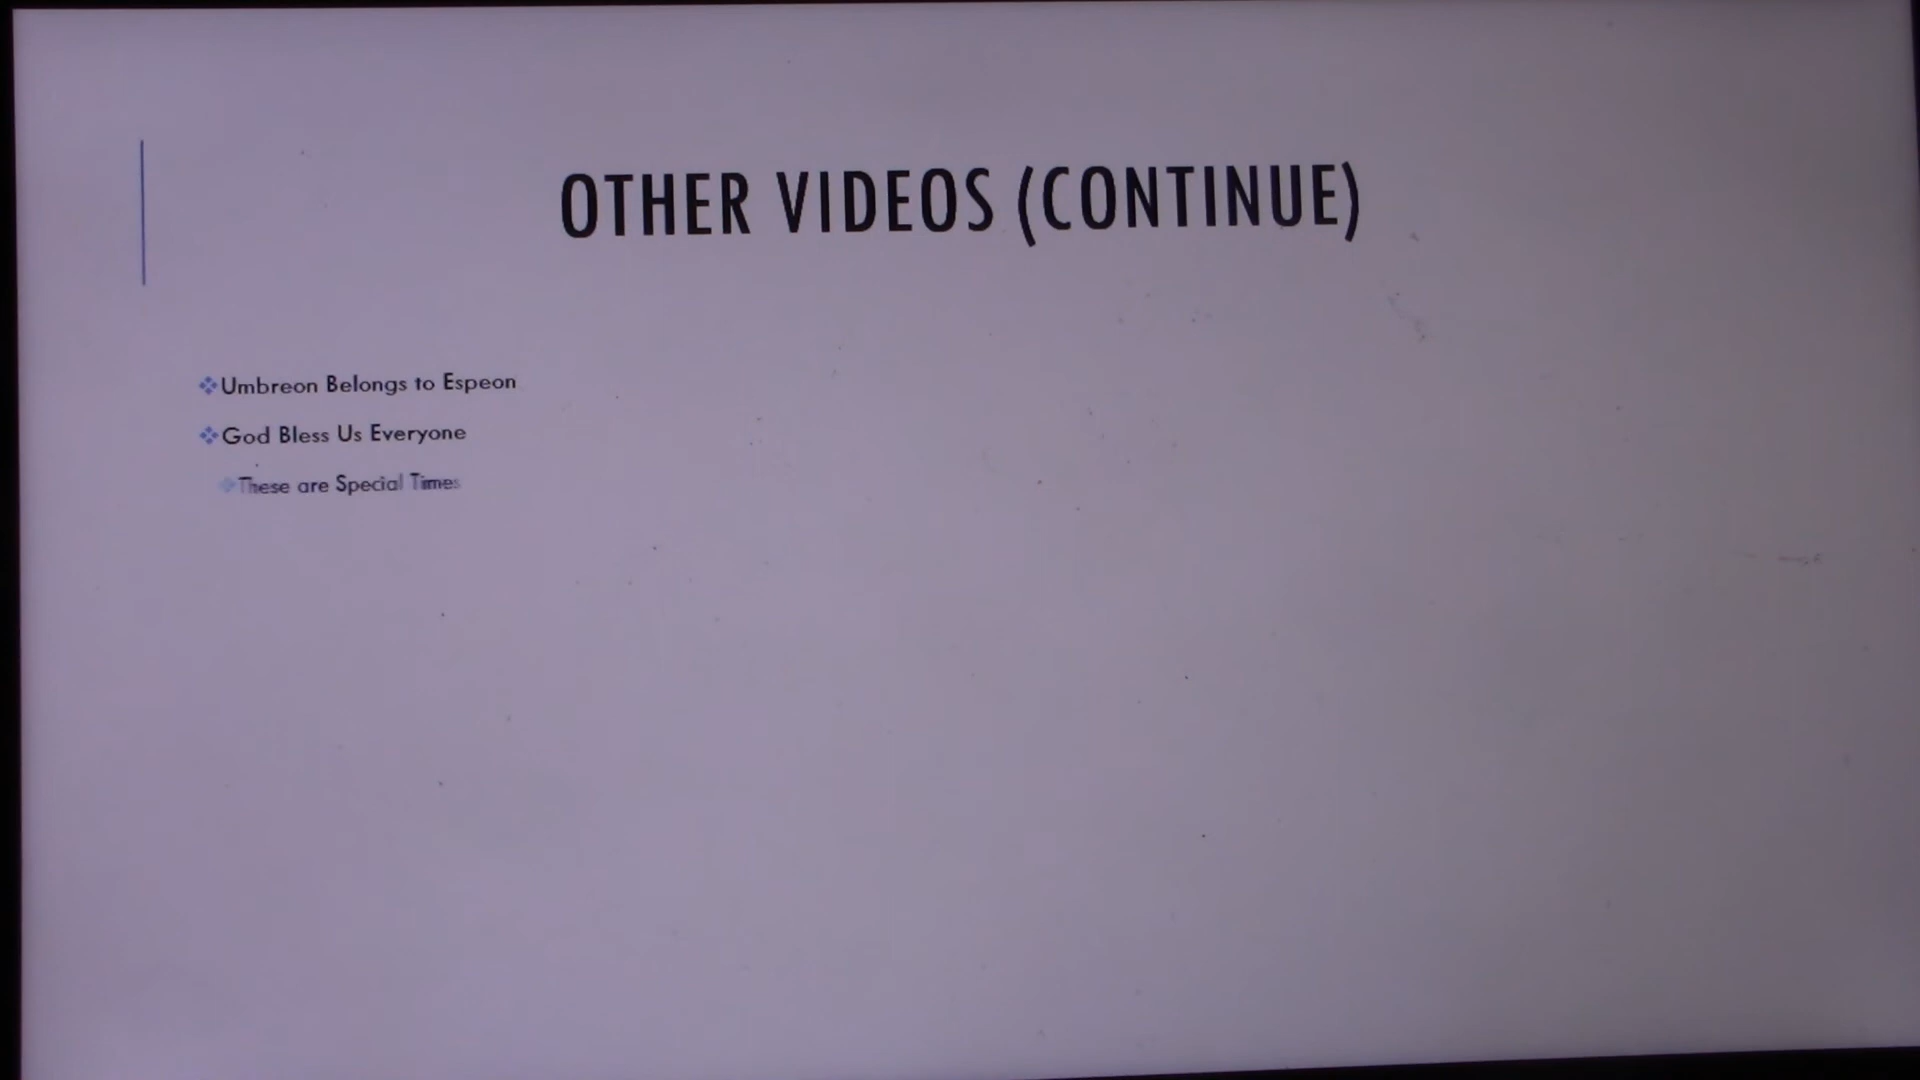 OTHER VIDEOS (CONTINUE)
Umbreon Belongs to Espeon
God Bless Us Everyone
These are Special Times